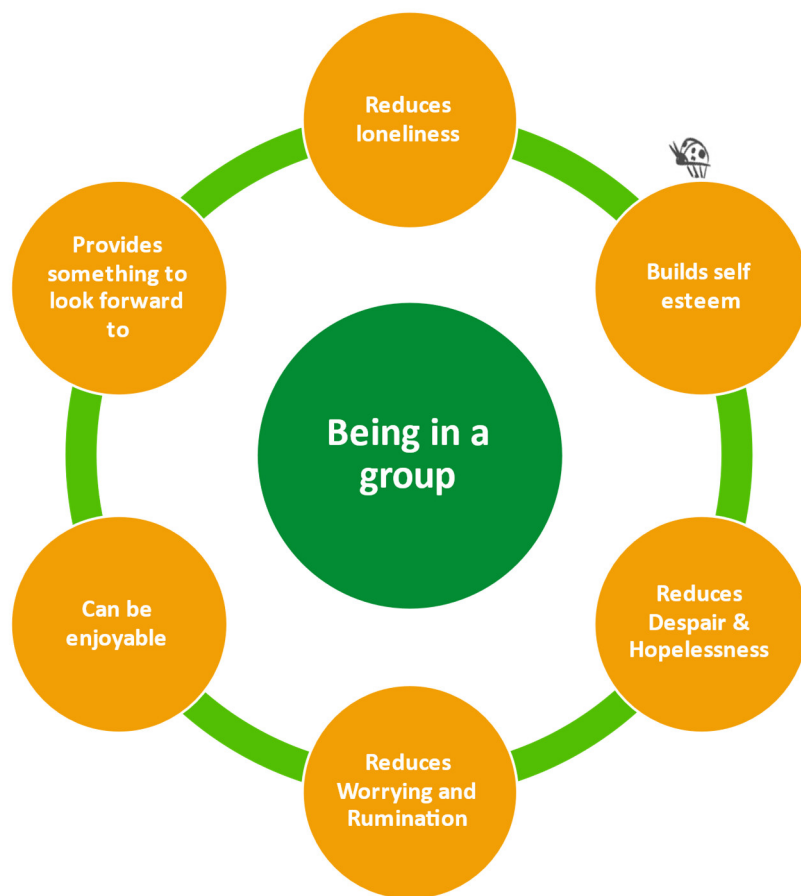 Reduces
loneliness
Builds self
esteem
Reduces
Despair &
Hopelessness
Reduces
Worrying and
Rumination
Can be
enjoyable
Provides
something to
look forward
to
Being in a
group